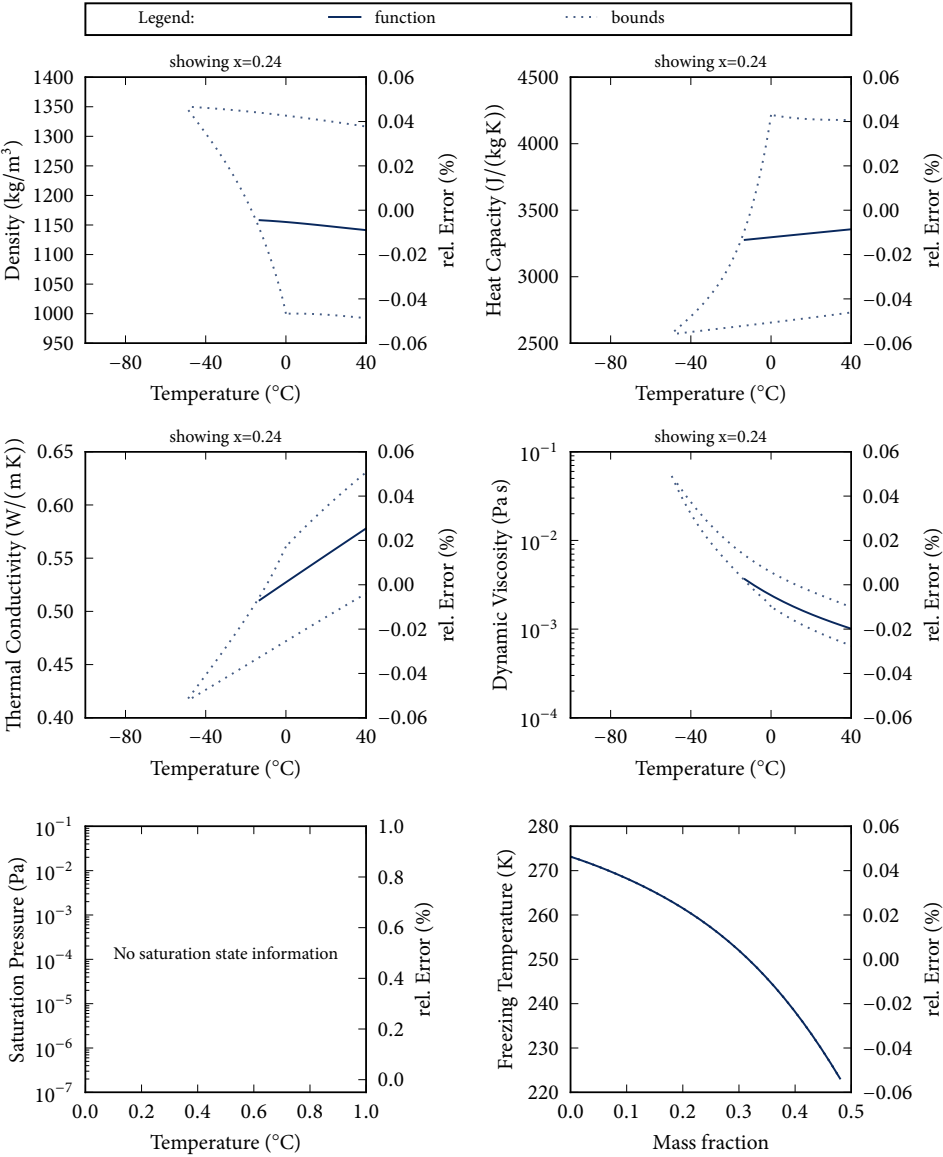 Legend: function bounds
showing x=0.24
1400
1350
1300
1250
1200
1150
1100
1050
1000
950
Density (kg/m³)
0.06
0.04
0.02
0.00
−0.02
−0.04
−0.06
rel. Error (%)
−80 −40 0 40
Temperature (°C)
showing x=0.24
4500
4000
3500
3000
2500
Heat Capacity (J/(kg K))
0.06
0.04
0.02
0.00
−0.02
−0.04
−0.06
rel. Error (%)
−80 −40 0 40
Temperature (°C)
showing x=0.24
0.65
0.60
0.55
0.50
0.45
0.40
Thermal Conductivity (W/(m K))
0.06
0.04
0.02
0.00
−0.02
−0.04
−0.06
rel. Error (%)
−80 −40 0 40
Temperature (°C)
showing x=0.24
10⁻¹
10⁻²
10⁻³
10⁻⁴
Dynamic Viscosity (Pa s)
0.06
0.04
0.02
0.00
−0.02
−0.04
−0.06
rel. Error (%)
−80 −40 0 40
Temperature (°C)
10⁻¹
10⁻²
10⁻³
10⁻⁴
10⁻⁵
10⁻⁶
10⁻⁷
Saturation Pressure (Pa)
No saturation state information
1.0
0.8
0.6
0.4
0.2
0.0
rel. Error (%)
0.0 0.2 0.4 0.6 0.8 1.0
Temperature (°C)
280
270
260
250
240
230
220
Freezing Temperature (K)
0.06
0.04
0.02
0.00
−0.02
−0.04
−0.06
rel. Error (%)
0.0 0.1 0.2 0.3 0.4 0.5
Mass fraction